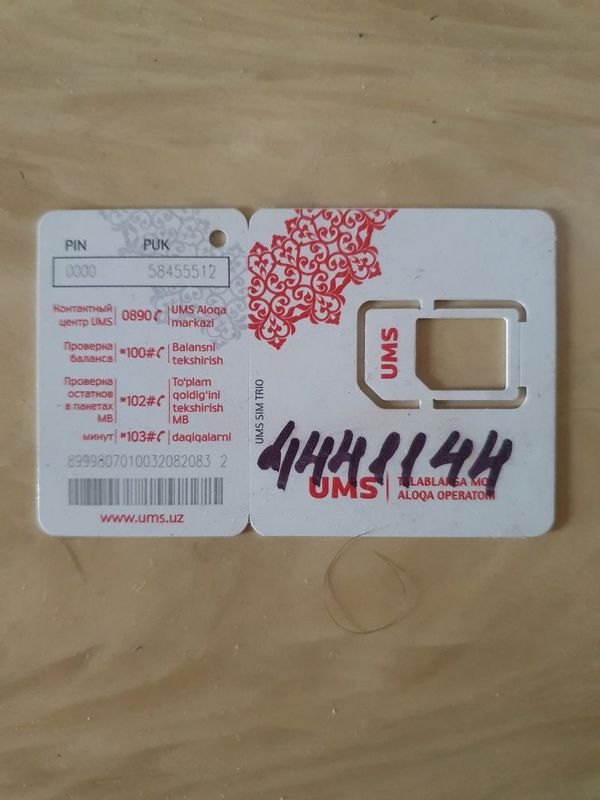 PIN PUK
0000 58455512
Контактный центр UMS 0890 UMS Aloqa markazi
Проверка баланса *100# Balansni tekshirish
Проверка остатков в пакетах МВ *102# To'plam qoldig'ini tekshirish MB
минут *103# daqiqalarni
8999807010032082083 2
www.ums.uz
UMS
UMS SIM TRIO
4441144
UMS
TALABLARGA MOS
ALOQA OPERATORI